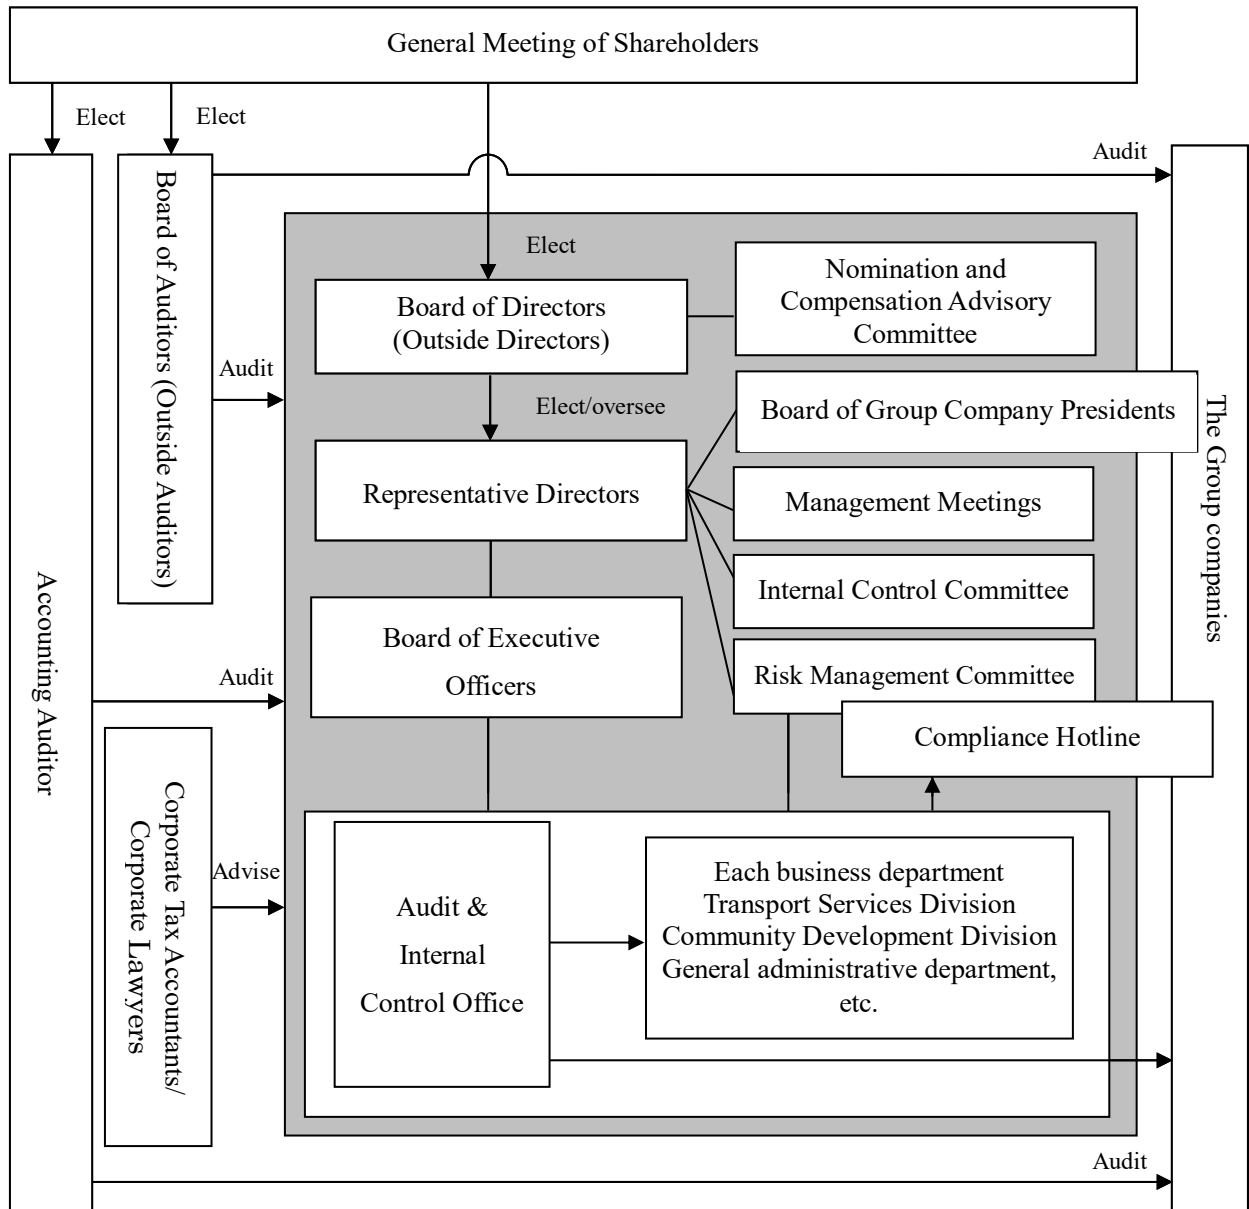 General Meeting of Shareholders
Elect
Elect
Audit
Board of Auditors (Outside Auditors)
Elect
Nomination and
Compensation Advisory
Committee
Board of Directors
(Outside Directors)
Audit
Elect/oversee
Board of Group Company Presidents
The Group companies
Representative Directors
Management Meetings
Internal Control Committee
Accounting Auditor
Board of Executive
Officers
Audit
Risk Management Committee
Compliance Hotline
Corporate Tax Accountants/
Corporate Lawyers
Advise
Audit &
Internal
Control Office
Each business department
Transport Services Division
Community Development Division
General administrative department,
etc.
Audit